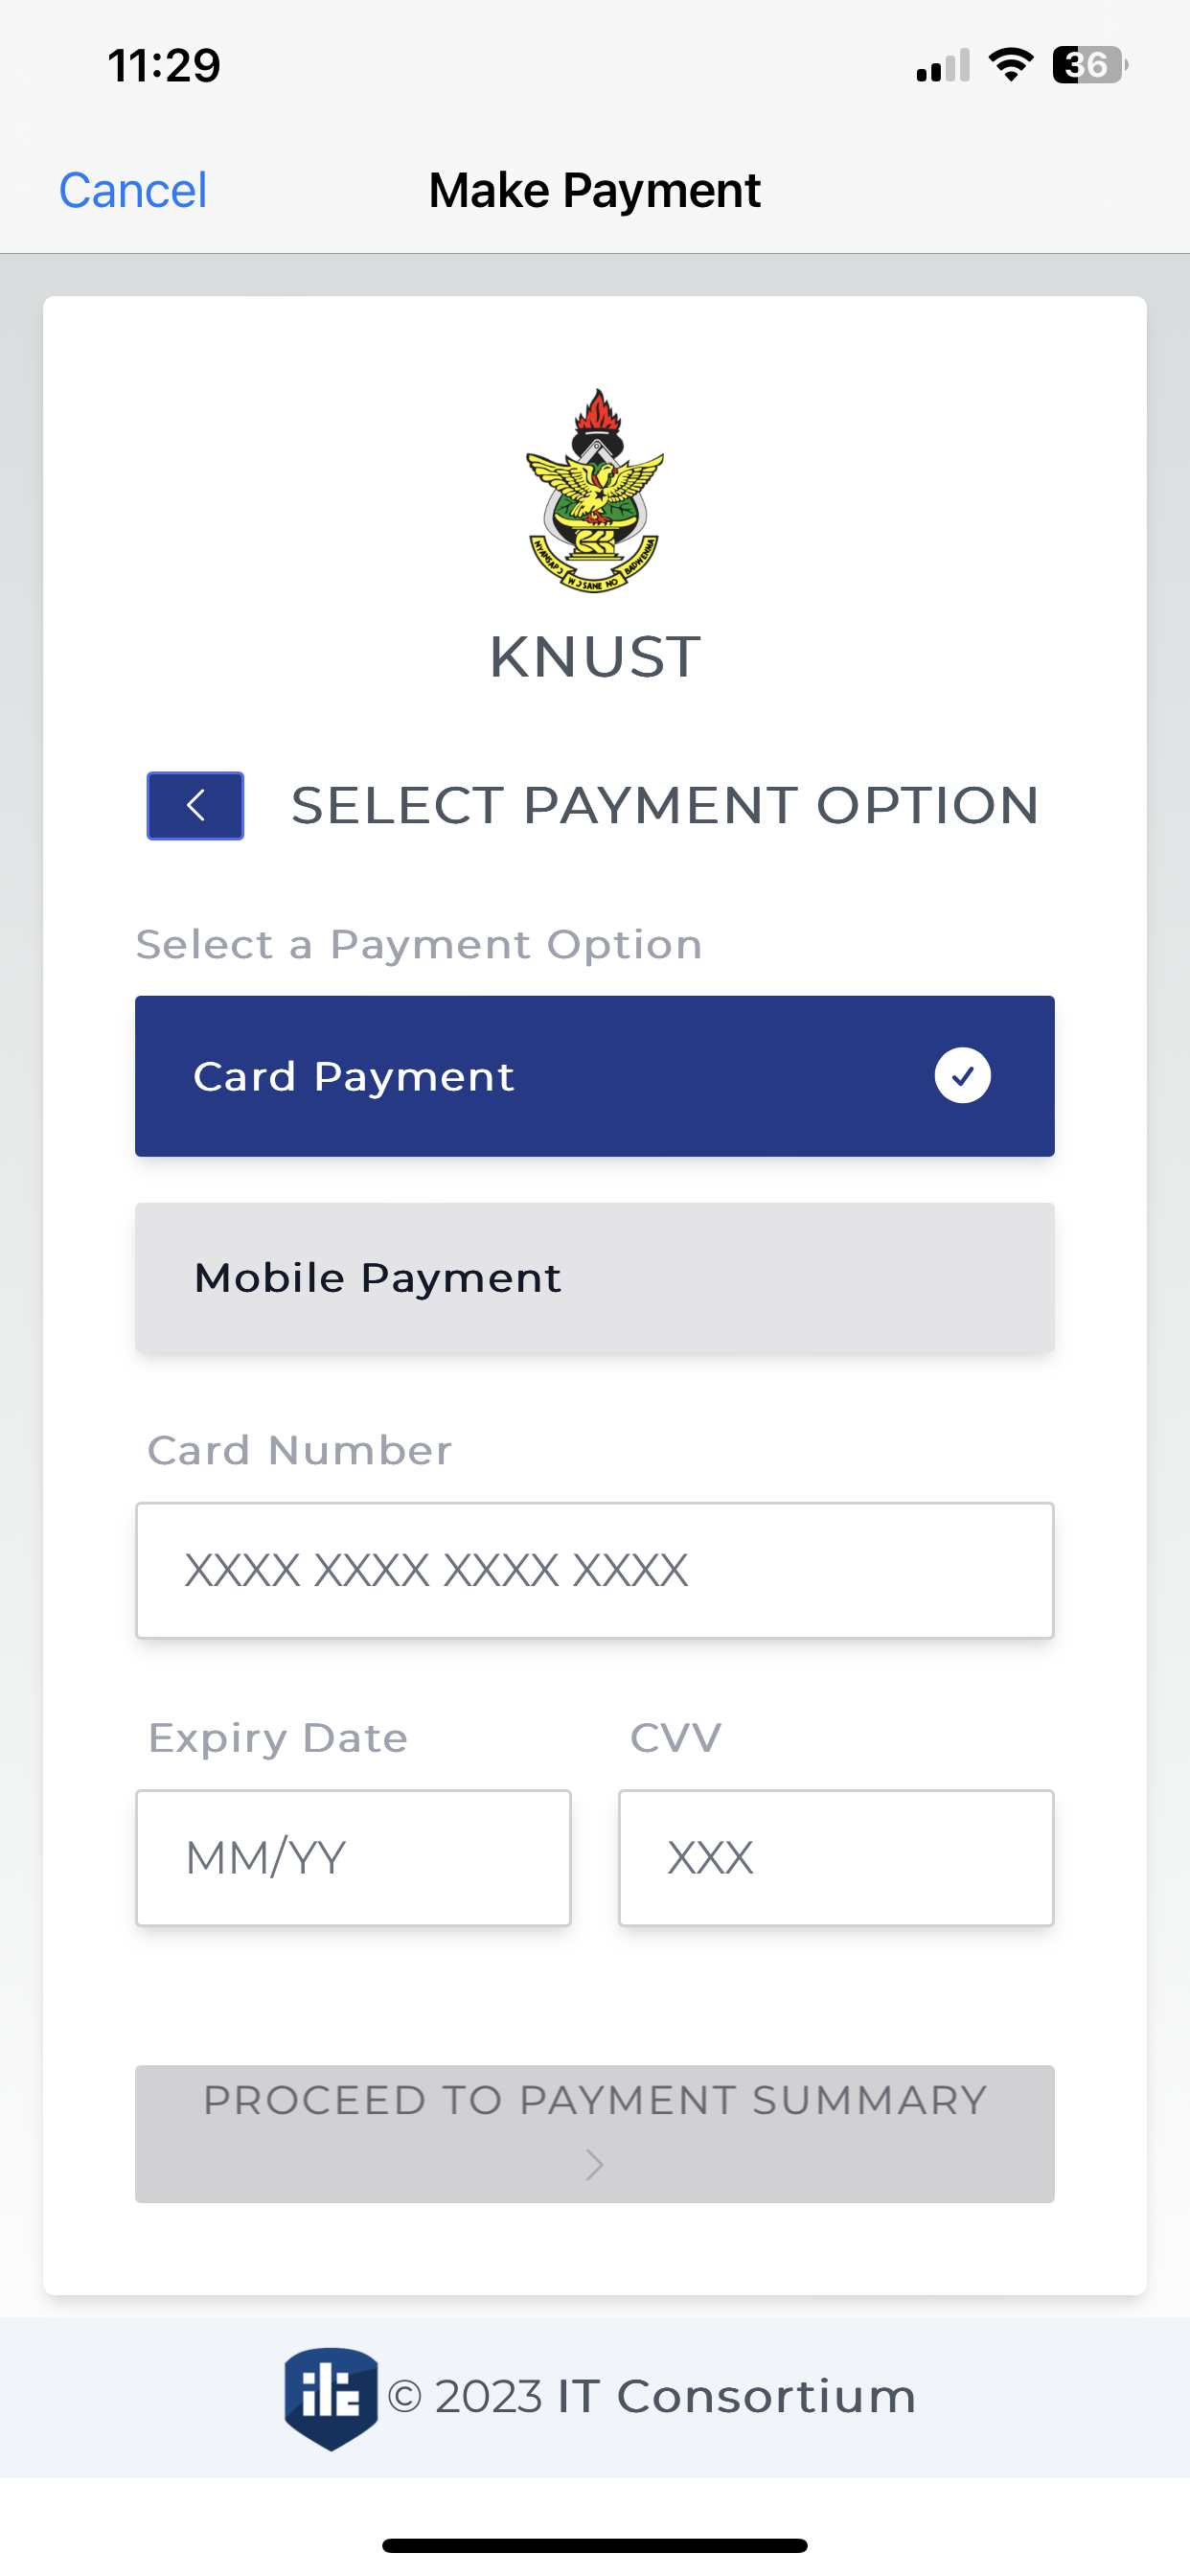 11:29
36
Cancel
Make Payment
NYANSAPƆ WƆSANE NO BADWENMA
KNUST
SELECT PAYMENT OPTION
Select a Payment Option
Card Payment
Mobile Payment
Card Number
XXXX XXXX XXXX XXXX
Expiry Date
CVV
MM/YY
XXX
PROCEED TO PAYMENT SUMMARY
itc
© 2023 IT Consortium